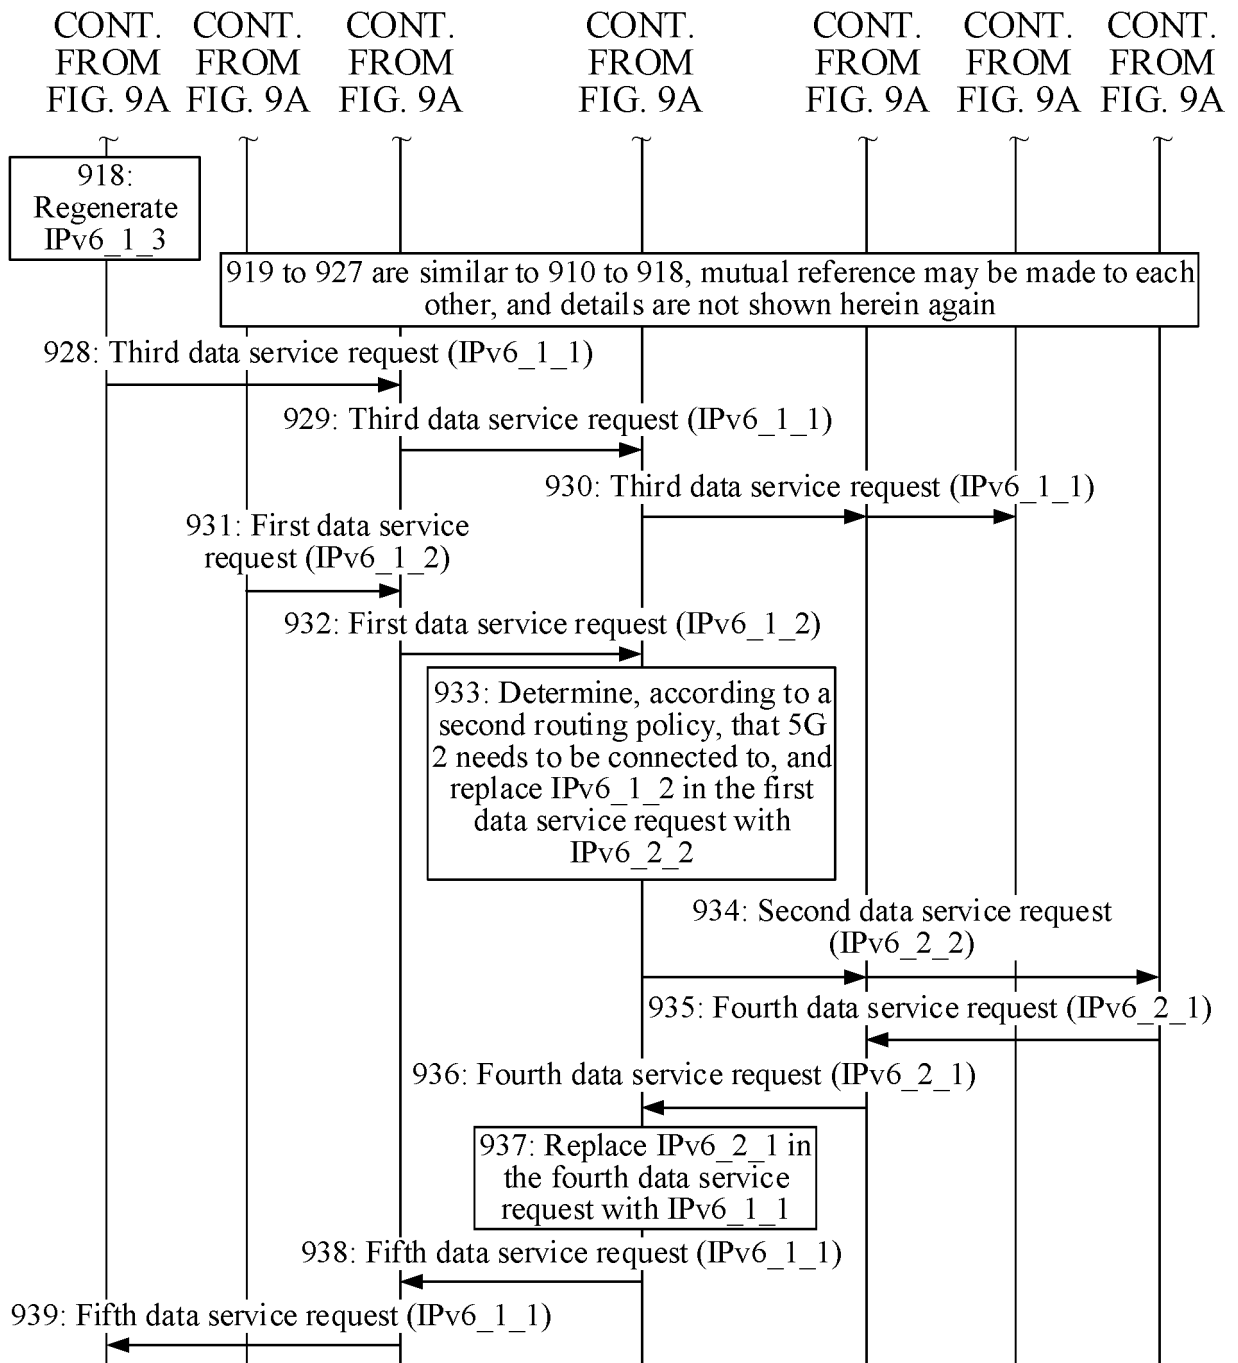 CONT. CONT. CONT. CONT. CONT. CONT. CONT.
FROM FROM FROM FROM FROM FROM FROM
FIG. 9A FIG. 9A FIG. 9A FIG. 9A FIG. 9A FIG. 9A FIG. 9A
918:
Regenerate
IPv6_1_3
919 to 927 are similar to 910 to 918, mutual reference may be made to each
other, and details are not shown herein again
928: Third data service request (IPv6_1_1)
929: Third data service request (IPv6_1_1)
930: Third data service request (IPv6_1_1)
931: First data service
request (IPv6_1_2)
932: First data service request (IPv6_1_2)
933: Determine, according to a
second routing policy, that 5G
2 needs to be connected to, and
replace IPv6_1_2 in the first
data service request with
IPv6_2_2
934: Second data service request
(IPv6_2_2)
935: Fourth data service request (IPv6_2_1)
936: Fourth data service request (IPv6_2_1)
937: Replace IPv6_2_1 in
the fourth data service
request with IPv6_1_1
938: Fifth data service request (IPv6_1_1)
939: Fifth data service request (IPv6_1_1)